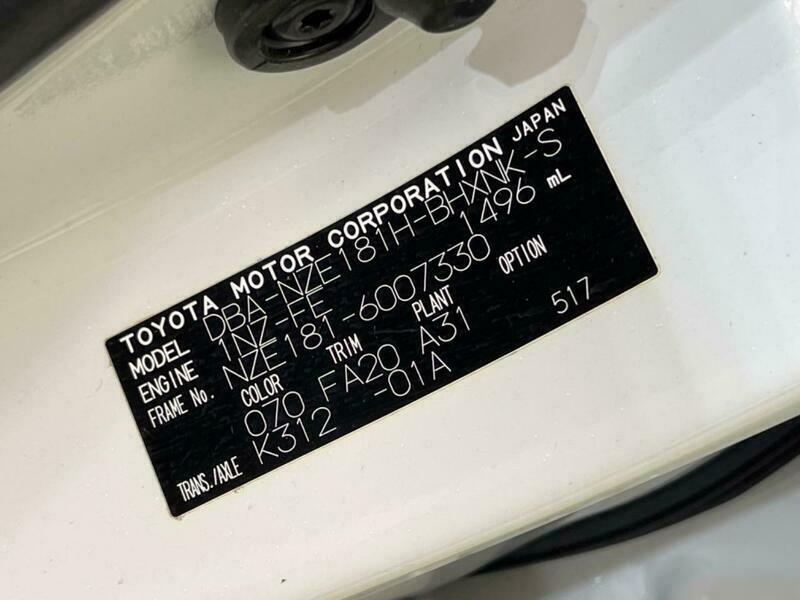 TOYOTA MOTOR CORPORATION JAPAN
MODEL DBA-NZE181H-BHXNK-S
ENGINE 1NZ-FE 1496 mL
FRAME No. NZE181-6007330
COLOR TRIM PLANT OPTION
070 FA20 A31 517
TRANS./AXLE K312 -01A